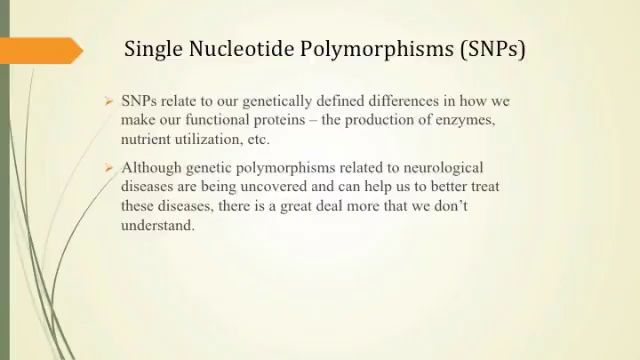 Single Nucleotide Polymorphisms (SNPs)
SNPs relate to our genetically defined differences in how we
make our functional proteins – the production of enzymes,
nutrient utilization, etc.
Although genetic polymorphisms related to neurological
diseases are being uncovered and can help us to better treat
these diseases, there is a great deal more that we don’t
understand.